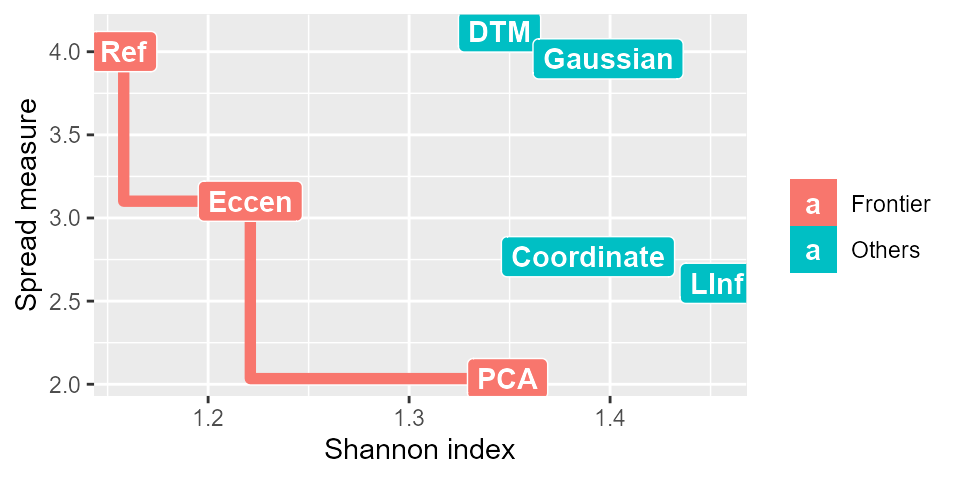 Spread measure
4.0
3.5
3.0
2.5
2.0
Ref
DTM
Gaussian
Eccen
Coordinate
LInf
PCA
1.2
1.3
1.4
Shannon index
a Frontier
a Others